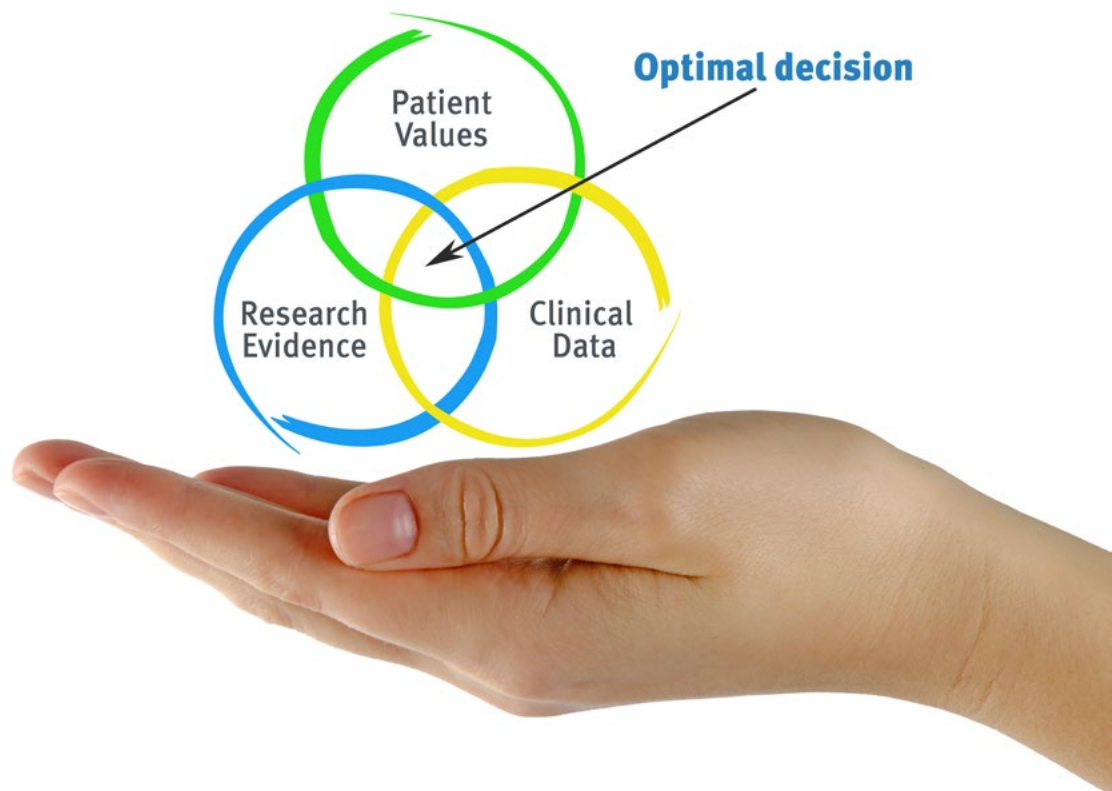 Optimal decision
Patient
Values
Research
Evidence
Clinical
Data